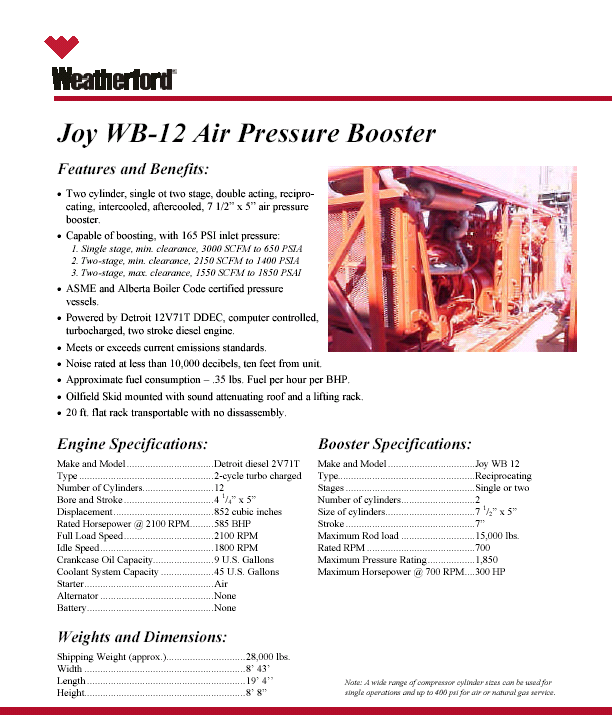 Weatherford®
Joy WB-12 Air Pressure Booster
Features and Benefits:
• Two cylinder, single ot two stage, double acting, recipro-
cating, intercooled, aftercooled, 7 1/2” x 5” air pressure
booster.
• Capable of boosting, with 165 PSI inlet pressure:
1. Single stage, min. clearance, 3000 SCFM to 650 PSIA
2. Two-stage, min. clearance, 2150 SCFM to 1400 PSIA
3. Two-stage, max. clearance, 1550 SCFM to 1850 PSAI
• ASME and Alberta Boiler Code certified pressure
vessels.
• Powered by Detroit 12V71T DDEC, computer controlled,
turbocharged, two stroke diesel engine.
• Meets or exceeds current emissions standards.
• Noise rated at less than 10,000 decibels, ten feet from unit.
• Approximate fuel consumption – .35 lbs. Fuel per hour per BHP.
• Oilfield Skid mounted with sound attenuating roof and a lifting rack.
• 20 ft. flat rack transportable with no dissassembly.
Engine Specifications:
Make and Model................................Detroit diesel 2V71T
Type..................................................2-cycle turbo charged
Number of Cylinders..........................12
Bore and Stroke.................................4 1/4” x 5”
Displacement.....................................852 cubic inches
Rated Horsepower @ 2100 RPM.........585 BHP
Full Load Speed.................................2100 RPM
Idle Speed..........................................1800 RPM
Crankcase Oil Capacity.......................9 U.S. Gallons
Coolant System Capacity ....................45 U.S. Gallons
Starter................................................Air
Alternator ..........................................None
Battery...............................................None
Booster Specifications:
Make and Model................................Joy WB 12
Type..................................................Reciprocating
Stages................................................Single or two
Number of cylinders...........................2
Size of cylinders.................................7 1/2” x 5”
Stroke................................................7”
Maximum Rod load ...........................15,000 lbs.
Rated RPM ........................................700
Maximum Pressure Rating..................1,850
Maximum Horsepower @ 700 RPM....300 HP
Weights and Dimensions:
Shipping Weight (approx.).............................28,000 lbs.
Width ...........................................................8’ 43’
Length..........................................................19’ 4’’
Height...........................................................8’ 8”
Note: A wide range of compressor cylinder sizes can be used for
single operations and up to 400 psi for air or natural gas service.